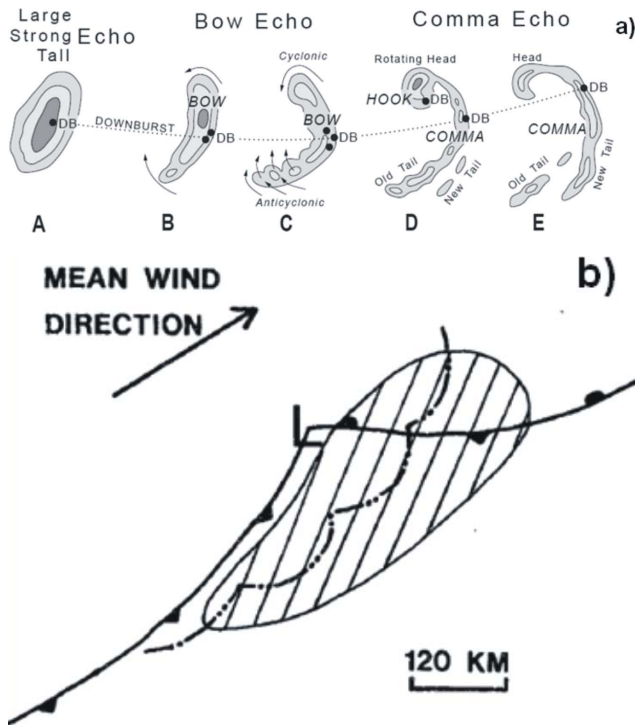 Large
Strong Echo
Tall
Bow Echo
Comma Echo
a)
Cyclonic
Rotating Head
Head
BOW
BOW
HOOK
DB
DB
DB
DOWNBURST
DB
DB
DB
COMMA
COMMA
Old Tail
New Tail
Old Tail
New Tail
Anticyclonic
A
B
C
D
E
b)
MEAN WIND
DIRECTION
L
120 KM